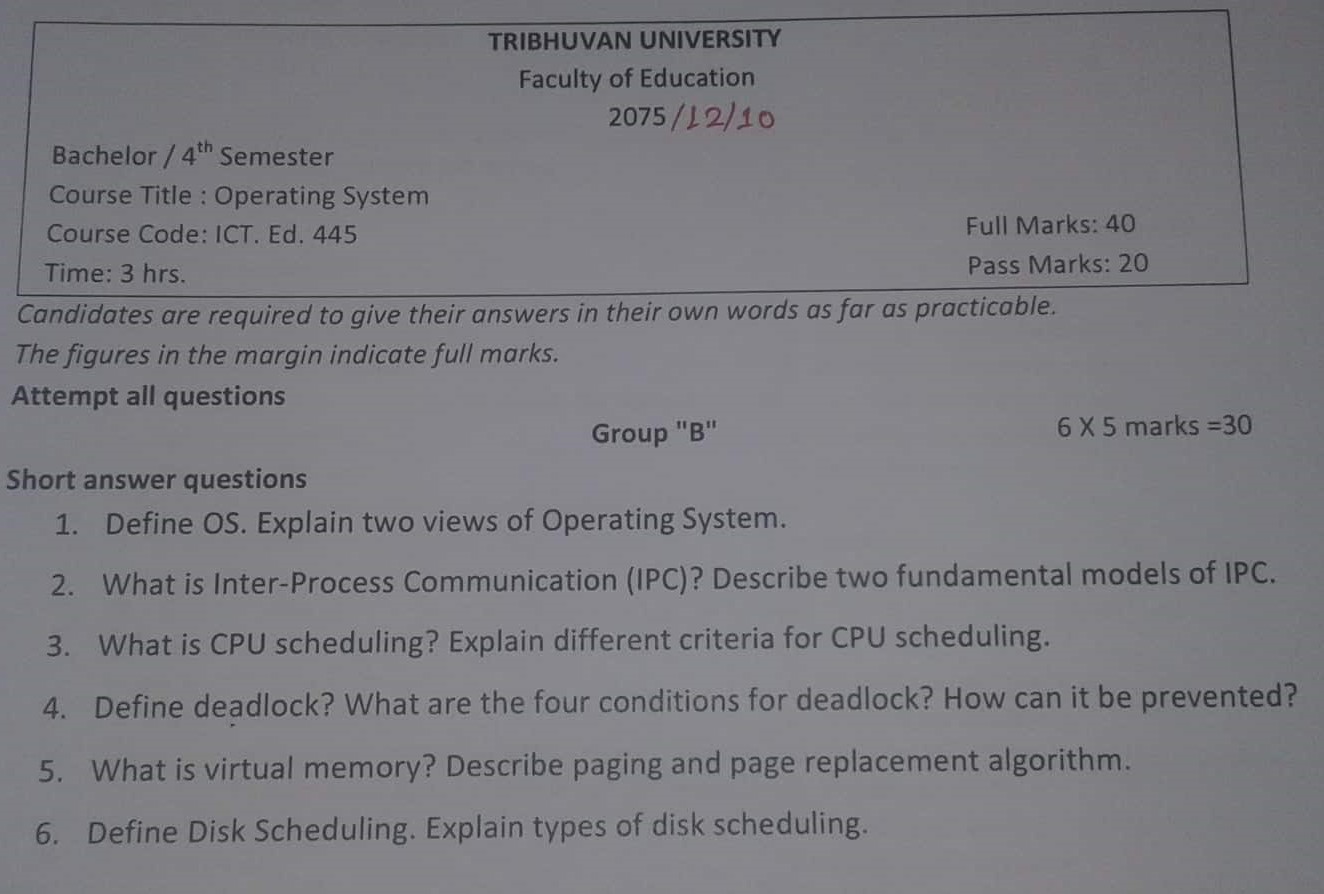 TRIBHUVAN UNIVERSITY
Faculty of Education
2075/12/10
Bachelor / 4th Semester
Course Title : Operating System
Course Code: ICT. Ed. 445
Full Marks: 40
Time: 3 hrs.
Pass Marks: 20
Candidates are required to give their answers in their own words as far as practicable.
The figures in the margin indicate full marks.
Attempt all questions
Group "B"
6 X 5 marks =30
Short answer questions
1. Define OS. Explain two views of Operating System.
2. What is Inter-Process Communication (IPC)? Describe two fundamental models of IPC.
3. What is CPU scheduling? Explain different criteria for CPU scheduling.
4. Define deadlock? What are the four conditions for deadlock? How can it be prevented?
5. What is virtual memory? Describe paging and page replacement algorithm.
6. Define Disk Scheduling. Explain types of disk scheduling.